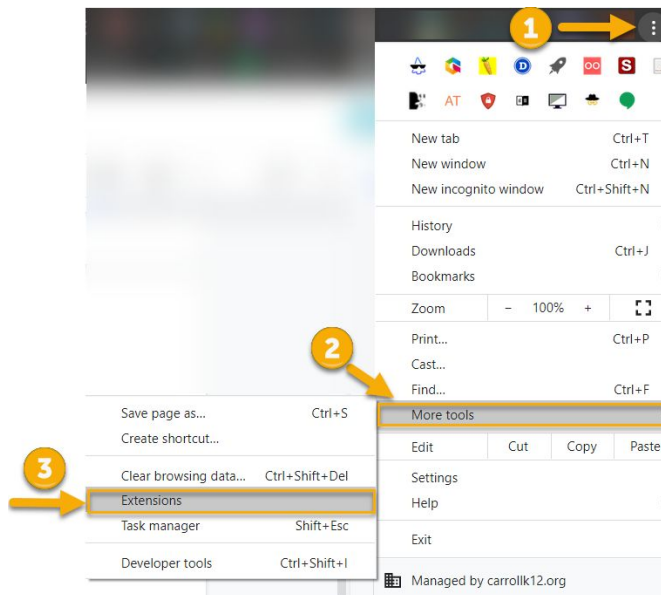 1
AT
S
D
New tab Ctrl+T
New window Ctrl+N
New incognito window Ctrl+Shift+N
History
Downloads Ctrl+J
Bookmarks
Zoom - 100% +
2
Print... Ctrl+P
Cast...
Find... Ctrl+F
More tools
Edit Cut Copy Paste
Settings
Help
Exit
Managed by carrollk12.org
Save page as... Ctrl+S
Create shortcut...
3
Clear browsing data... Ctrl+Shift+Del
Extensions
Task manager Shift+Esc
Developer tools Ctrl+Shift+I